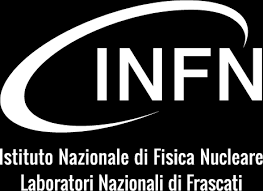 INFN
Istituto Nazionale di Fisica Nucleare
Laboratori Nazionali di Frascati